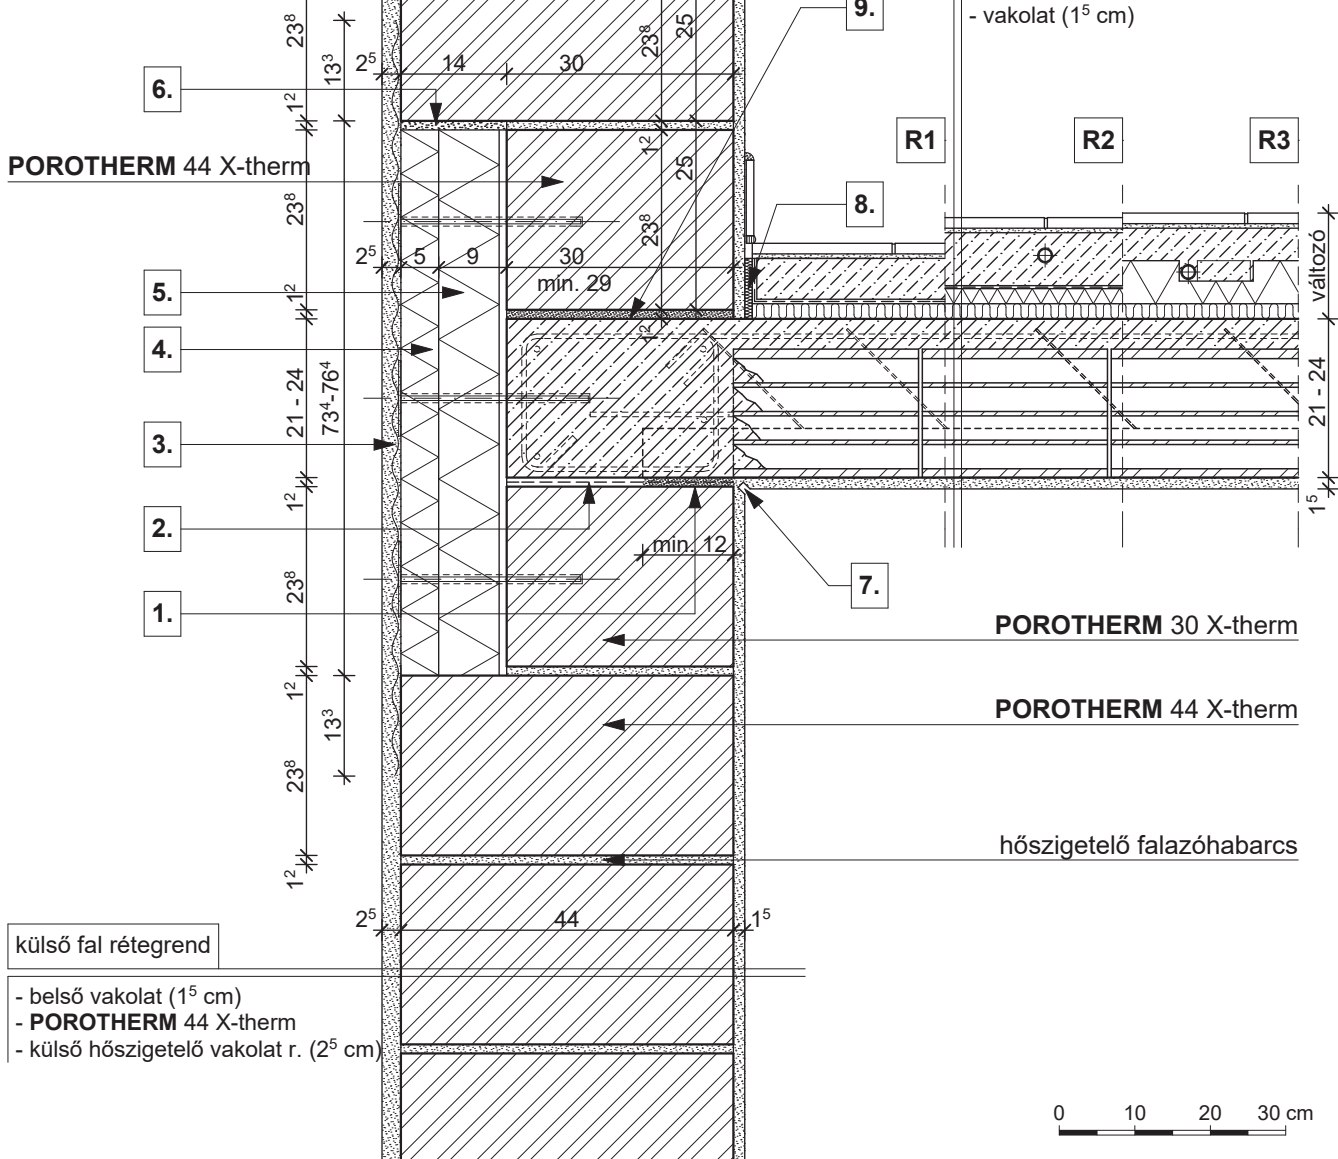 9.
- vakolat (1⁵ cm)
23⁸
13³
1²
2⁵
14
30
23⁸
25
6.
POROTHERM 44 X-therm
R1
R2
R3
1²
25
23⁸
8.
23⁸
2⁵
5
9
30
min. 29
változó
5.
1²
1²
4.
21 - 24
73⁴-76⁴
21 - 24
3.
1²
1⁵
2.
min. 12
23⁸
7.
1.
POROTHERM 30 X-therm
1²
13³
POROTHERM 44 X-therm
23⁸
hőszigetelő falazóhabarcs
1²
2⁵
44
1⁵
külső fal rétegrend
- belső vakolat (1⁵ cm)
- POROTHERM 44 X-therm
- külső hőszigetelő vakolat r. (2⁵ cm)
0 10 20 30 cm